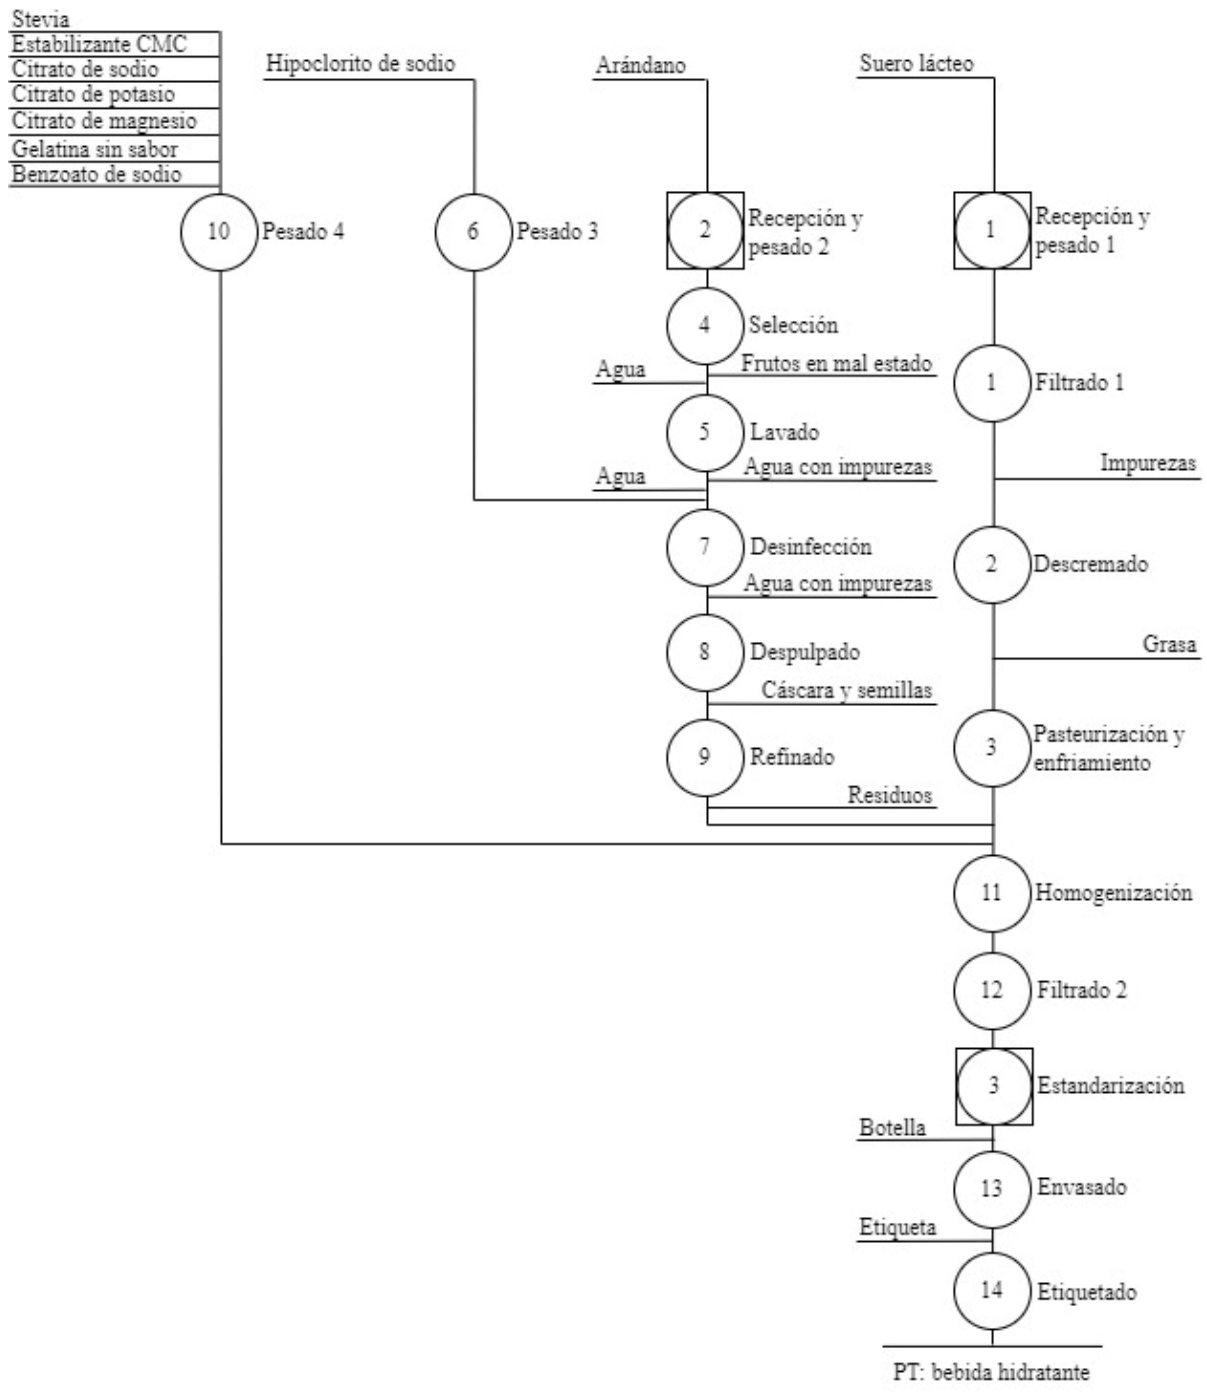 Stevia
Estabilizante CMC
Citrato de sodio
Citrato de potasio
Citrato de magnesio
Gelatina sin sabor
Benzoato de sodio
10
Pesado 4
Hipoclorito de sodio
6
Pesado 3
Arándano
2
Recepción y
pesado 2
4
Selección
Frutos en mal estado
Agua
5
Lavado
Agua con impurezas
Agua
7
Desinfección
Agua con impurezas
8
Despulpado
Cáscara y semillas
9
Refinado
Residuos
Suero lácteo
1
Recepción y
pesado 1
1
Filtrado 1
Impurezas
2
Descremado
Grasa
3
Pasteurización y
enfriamiento
11
Homogenización
12
Filtrado 2
3
Estandarización
Botella
13
Envasado
Etiqueta
14
Etiquetado
PT: bebida hidratante